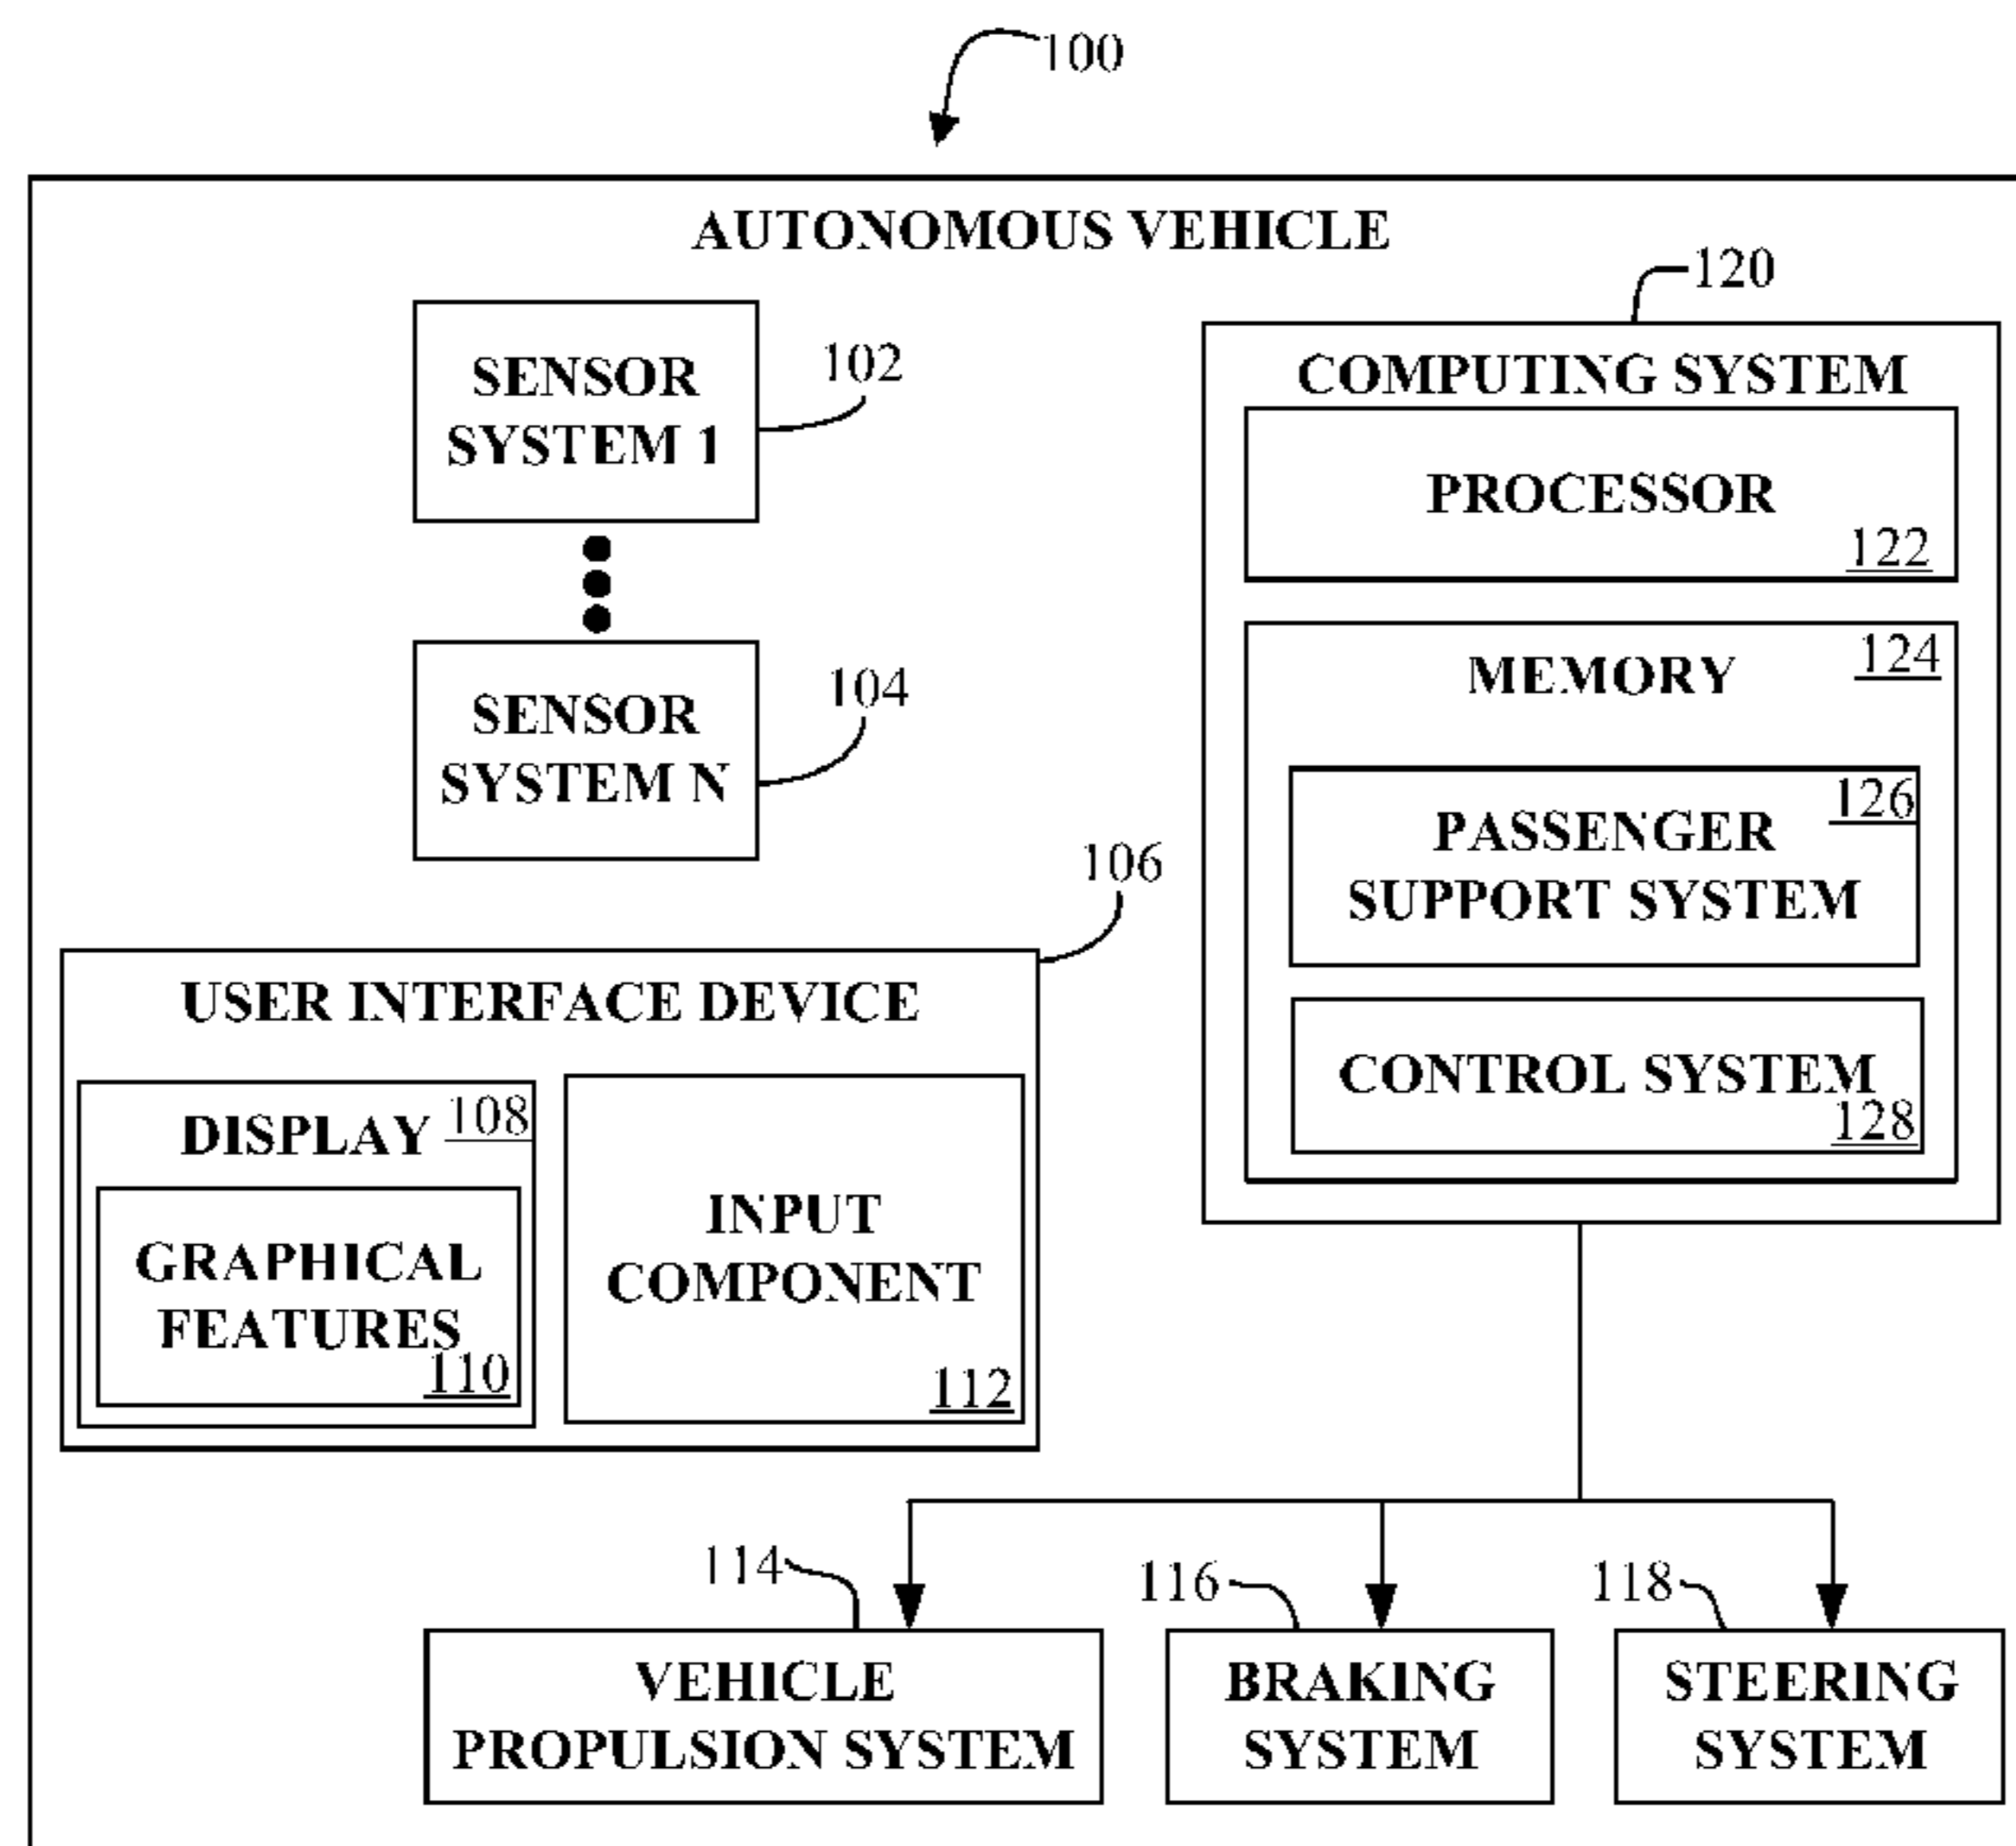 100
AUTONOMOUS VEHICLE
SENSOR
SYSTEM 1
102
SENSOR
SYSTEM N
104
106
USER INTERFACE DEVICE
DISPLAY 108
GRAPHICAL
FEATURES
110
INPUT
COMPONENT
112
120
COMPUTING SYSTEM
PROCESSOR
122
MEMORY 124
126
PASSENGER
SUPPORT SYSTEM
CONTROL SYSTEM
128
114
VEHICLE
PROPULSION SYSTEM
116
BRAKING
SYSTEM
118
STEERING
SYSTEM